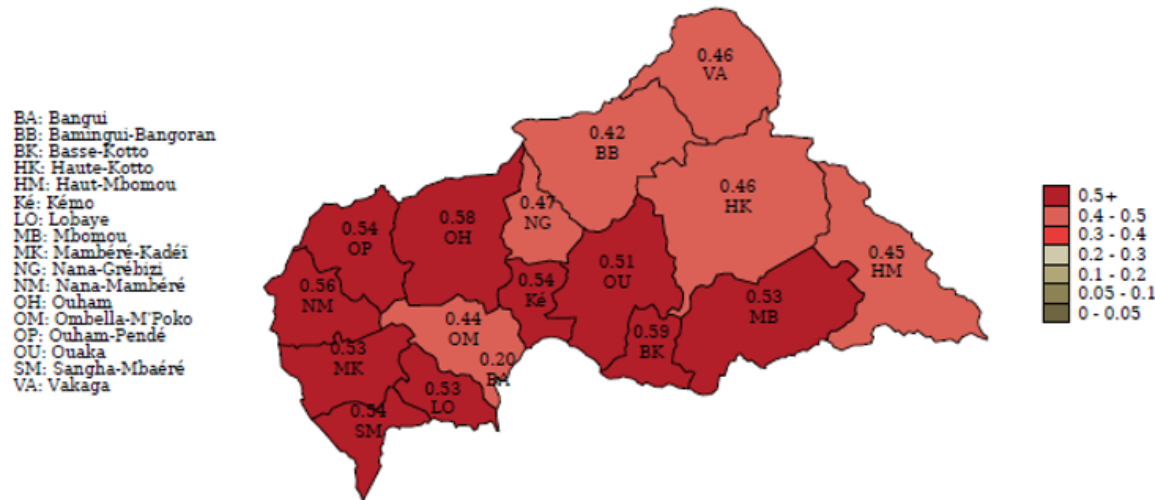 0.46
VA
BA: Bangui
BB: Bamingui-Bangoran
BK: Basse-Kotto
HK: Haute-Kotto
HM: Haut-Mbomou
Ké: Kémo
LO: Lobaye
MB: Mbomou
MK: Mambéré-Kadéï
NG: Nana-Grébizi
NM: Nana-Mambéré
OH: Ouham
OM: Ombella-M'Poko
OP: Ouham-Pendé
OU: Ouaka
SM: Sangha-Mbaéré
VA: Vakaga
0.42
BB
0.46
HK
0.47
NG
0.58
OH
0.54
OP
0.45
HM
0.51
OU
0.54
Ké
0.56
NM
0.53
MB
0.44
OM
0.59
BK
0.53
MK
0.20
BA
0.53
LO
0.54
SM
0.5+
0.4 - 0.5
0.3 - 0.4
0.2 - 0.3
0.1 - 0.2
0.05 - 0.1
0 - 0.05